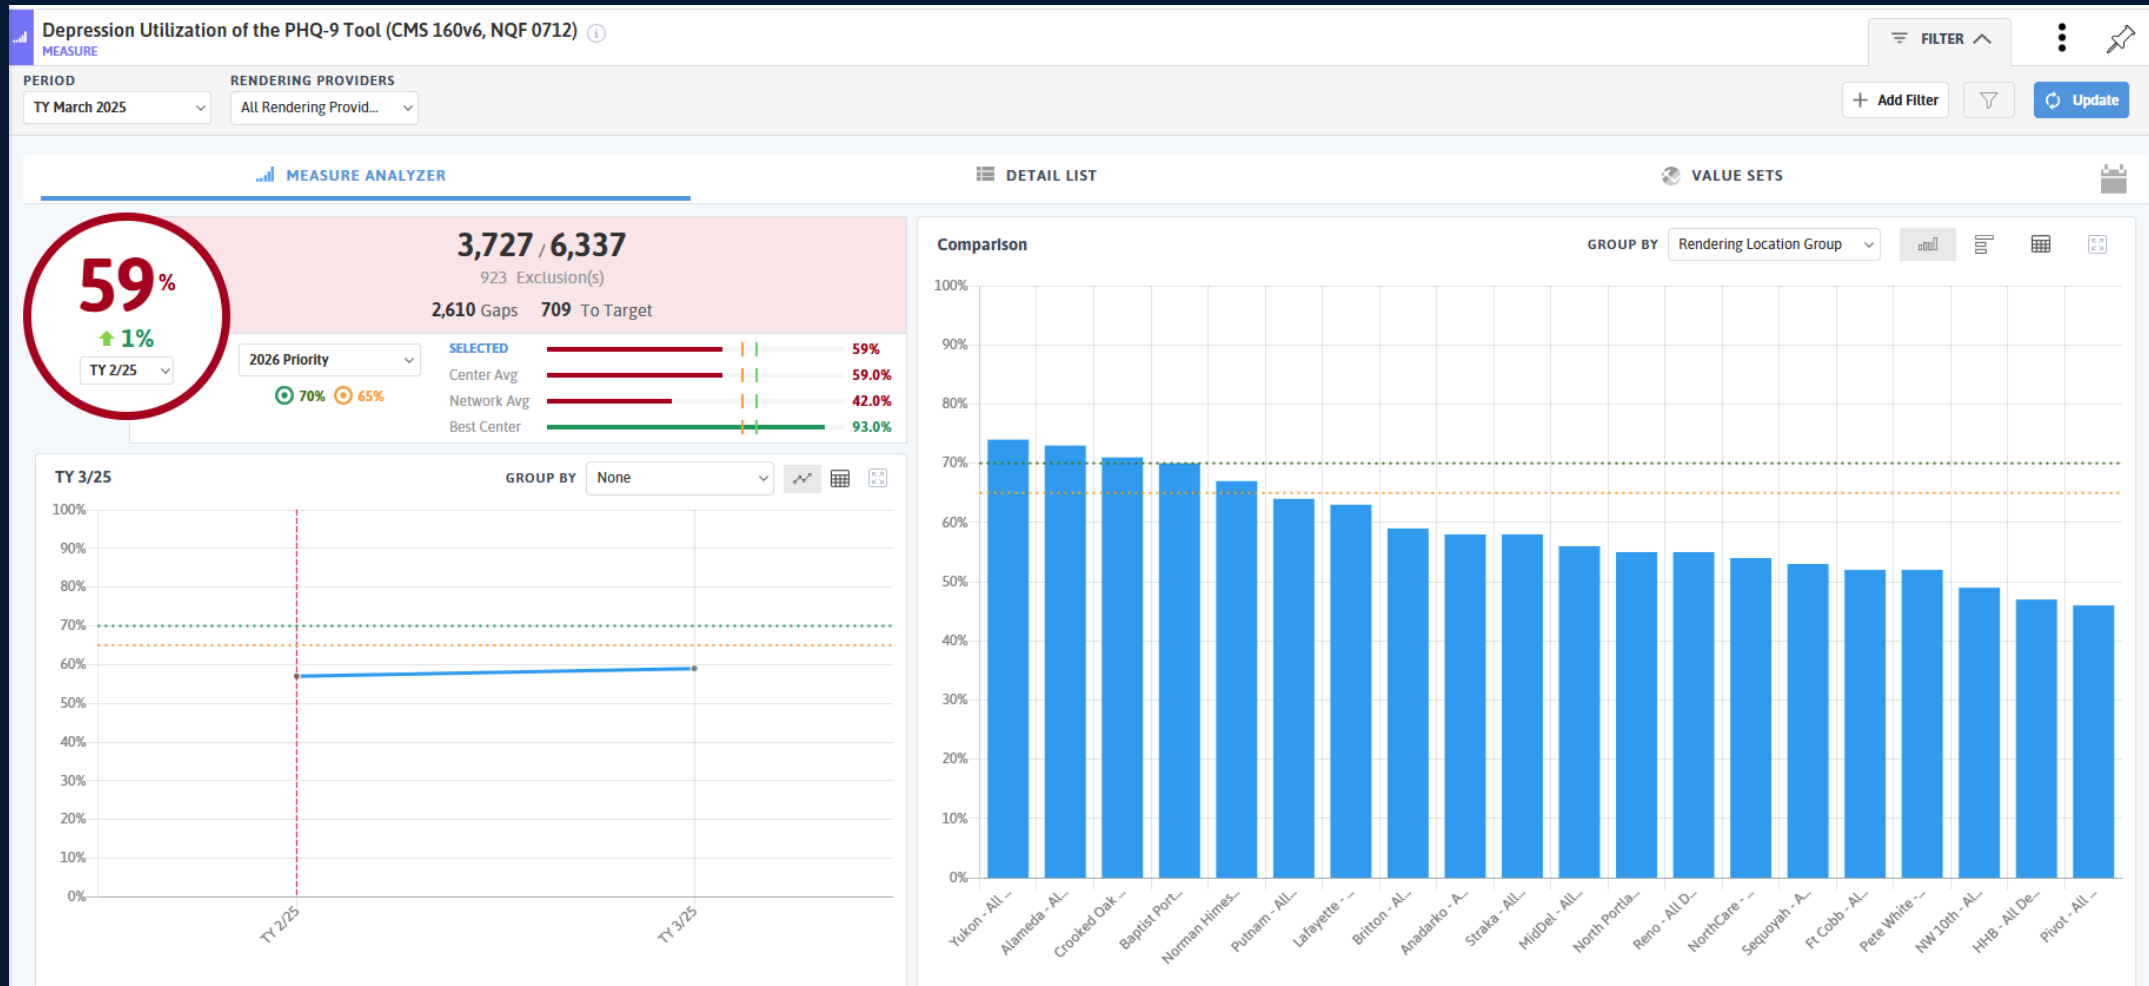 Depression Utilization of the PHQ-9 Tool (CMS 160v6, NQF 0712)
MEASURE
FILTER
PERIOD
RENDERING PROVIDERS
TY March 2025
All Rendering Provid...
Add Filter
Update
MEASURE ANALYZER
DETAIL LIST
VALUE SETS
59%
1%
TY 2/25
3,727 / 6,337
923 Exclusion(s)
2,610 Gaps 709 To Target
2026 Priority
70% 65%
SELECTED 59%
Center Avg 59.0%
Network Avg 42.0%
Best Center 93.0%
TY 3/25
GROUP BY None
100%
90%
80%
70%
60%
50%
40%
30%
20%
10%
0%
TY 2/25
TY 3/25
Comparison
GROUP BY Rendering Location Group
100%
90%
80%
70%
60%
50%
40%
30%
20%
10%
0%
Yukon - All ...
Alameda - Al...
Crooked Oak ...
Baptist Port...
Norman Himes...
Putnam - All...
Lafayette - ...
Britton - Al...
Anadarko - A...
Straka - All...
MidDel - All...
North Portla...
Reno - All D...
NorthCare - ...
Sequoyah - A...
Ft Cobb - Al...
Pete White -...
NW 10th - Al...
HHB - All De...
Pivot - All ...